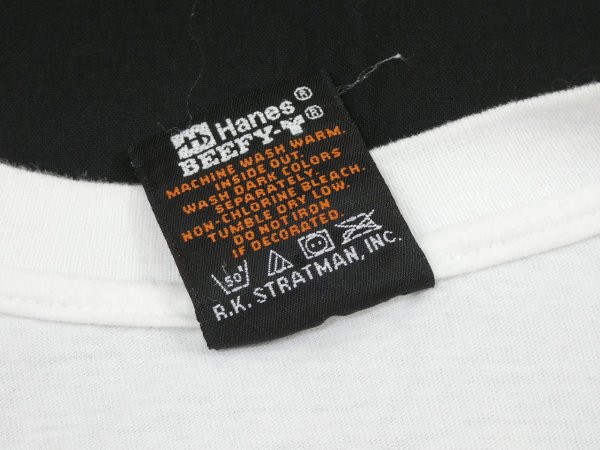 Hanes®
BEEFY-T®
MACHINE WASH WARM.
INSIDE OUT.
WASH DARK COLORS
SEPARATELY.
NON-CHLORINE BLEACH.
TUMBLE DRY LOW.
DO NOT IRON
IF DECORATED.
50°
R.K. STRATMAN, INC.